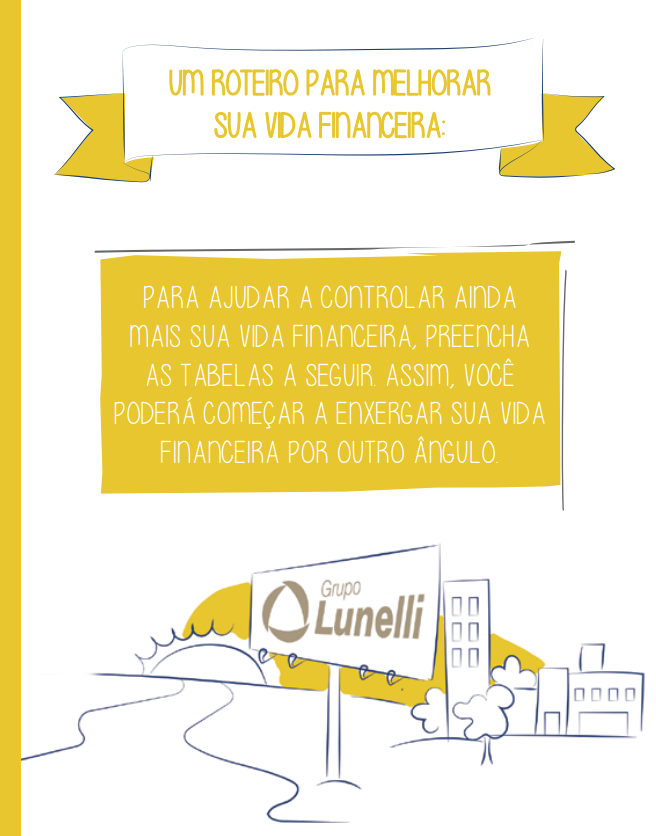 UM ROTEIRO PARA MELHORAR
SUA VIDA FINANCEIRA:
PARA AJUDAR A CONTROLAR AINDA
MAIS SUA VIDA FINANCEIRA, PREENCHA
AS TABELAS A SEGUIR. ASSIM, VOCÊ
PODERÁ COMEÇAR A ENXERGAR SUA VIDA
FINANCEIRA POR OUTRO ÂNGULO.
Grupo
Lunelli